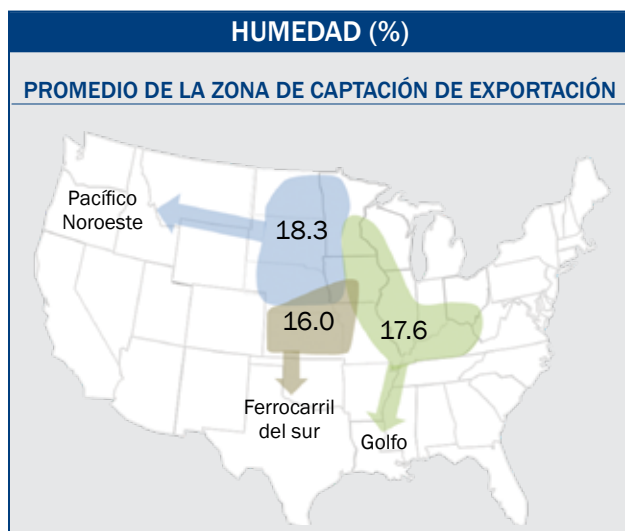 HUMEDAD (%)
PROMEDIO DE LA ZONA DE CAPTACIÓN DE EXPORTACIÓN
Pacífico
Noroeste
18.3
16.0
17.6
Ferrocarril
del sur
Golfo